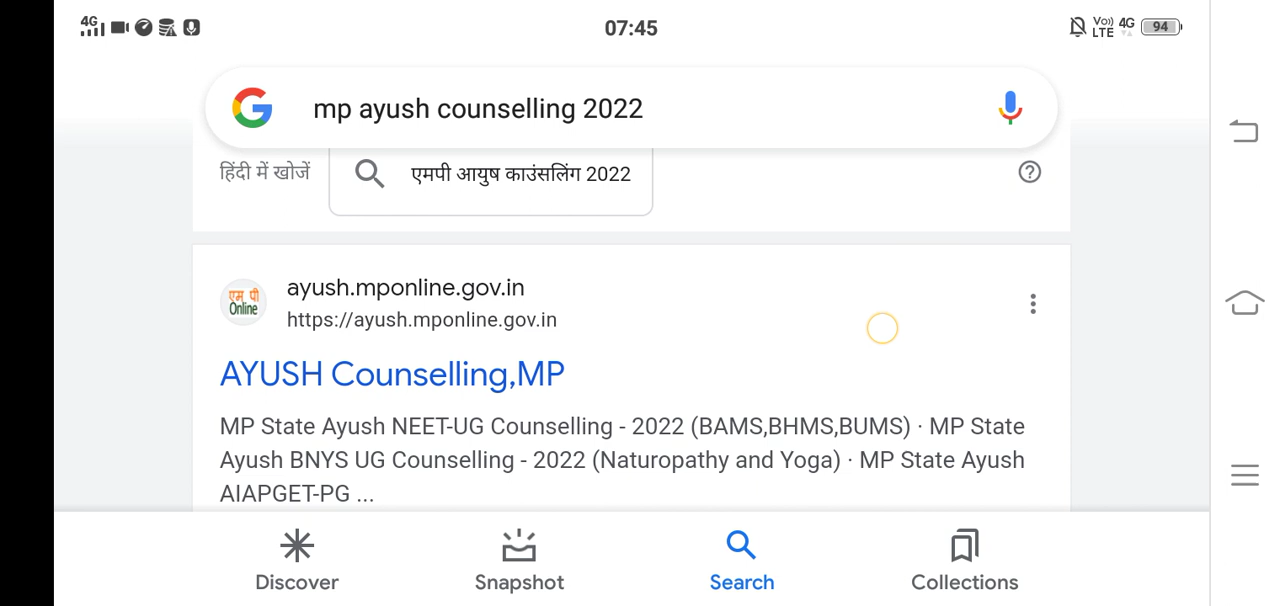 4G 07:45 Vo) LTE 4G 94
mp ayush counselling 2022
हिंदी में खोजें एमपी आयुष काउंसलिंग 2022
एम पी Online
ayush.mponline.gov.in
https://ayush.mponline.gov.in
AYUSH Counselling,MP
MP State Ayush NEET-UG Counselling - 2022 (BAMS,BHMS,BUMS) · MP State
Ayush BNYS UG Counselling - 2022 (Naturopathy and Yoga) · MP State Ayush
AIAPGET-PG ...
Discover Snapshot Search Collections